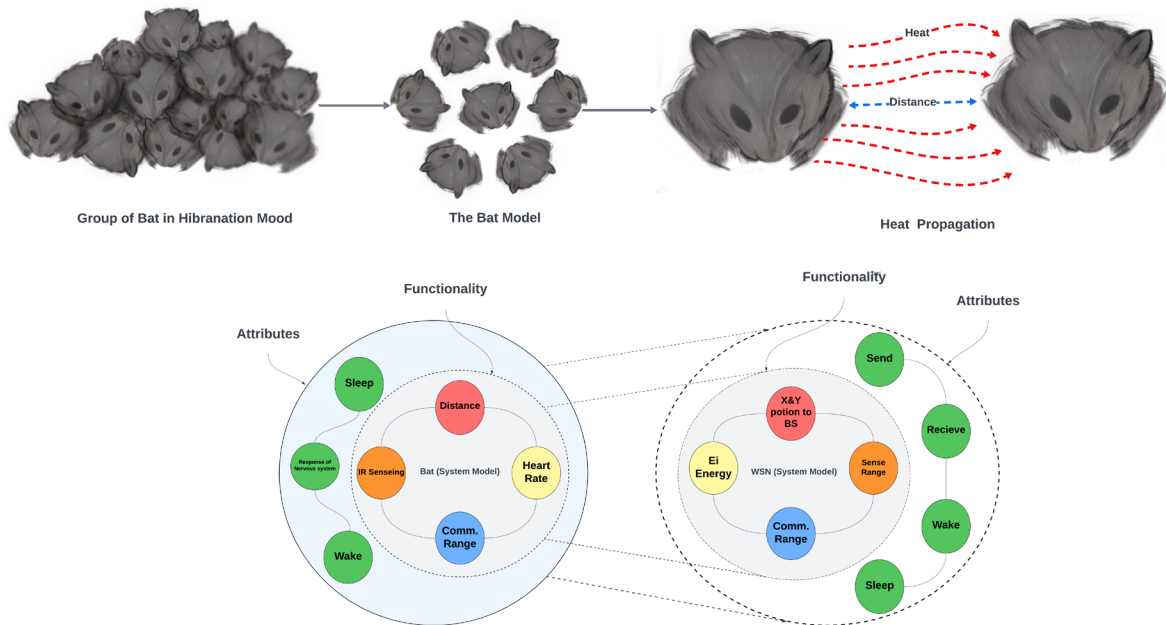 Heat
Distance
Group of Bat in Hibranation Mood
The Bat Model
Heat Propagation
Functionality
Attributes
Sleep
Distance
Response of
Nervous system
IR Senseing
Bat (System Model)
Heart
Rate
Comm.
Range
Wake
Functionality
Attributes
Send
X&Y
potion to
BS
Recieve
Ei
Energy
WSN (System Model)
Sense
Range
Comm.
Range
Wake
Sleep